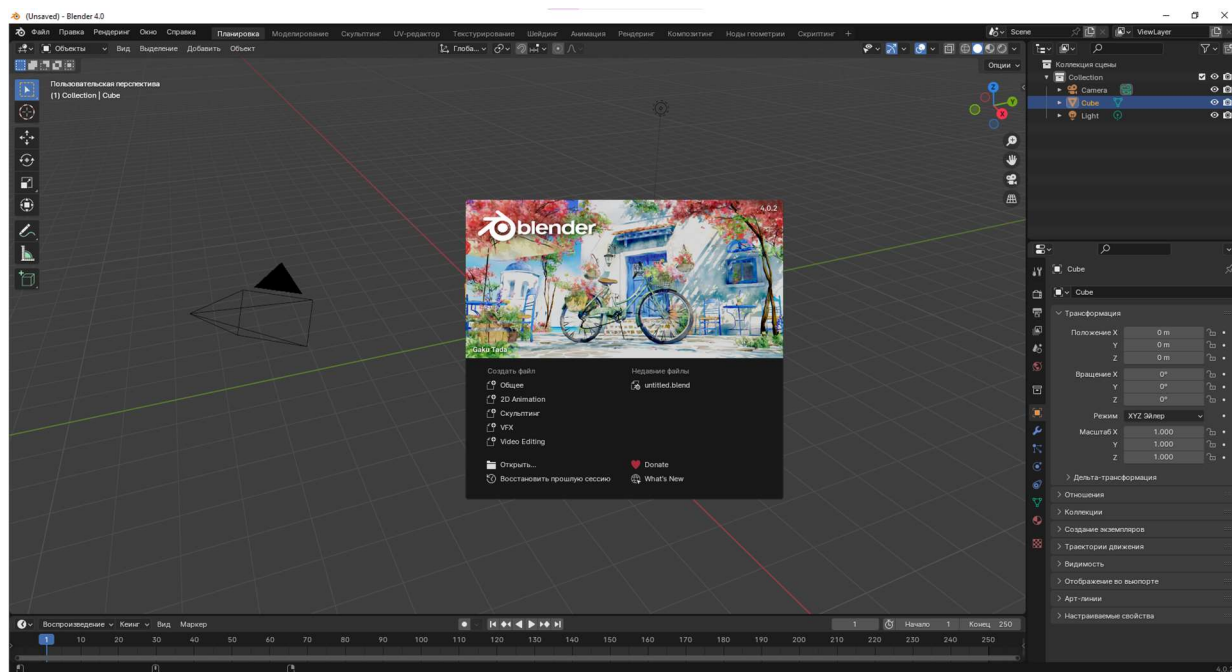 (Unsaved) - Blender 4.0
Файл Правка Рендеринг Окно Справка Планировка Моделирование Скульптинг UV-редактор Текстурирование Шейдинг Анимация Рендеринг Композитинг Ноды геометрии Скриптинг + Scene ViewLayer
Объекты Вид Выделение Добавить Объект Глоба...
Опции
Пользовательская перспектива
(1) Collection | Cube
Z
Y
X
Коллекция сцены
Collection
Camera
Cube
Light
blender
4.0.2
Gaku Tada
Создать файл
Общее
2D Animation
Скульптинг
VFX
Video Editing
Открыть...
Восстановить прошлую сессию
Недавние файлы
untitled.blend
Donate
What's New
Cube
Cube
Трансформация
Положение X 0 m
Y 0 m
Z 0 m
Вращение X 0°
Y 0°
Z 0°
Режим XYZ Эйлер
Масштаб X 1.000
Y 1.000
Z 1.000
Дельта-трансформация
Отношения
Коллекции
Создание экземпляров
Траектории движения
Видимость
Отображение во вьюпорте
Арт-линии
Настраиваемые свойства
Воспроизведение Кеинг Вид Маркер 1 Начало 1 Конец 250
1 10 20 30 40 50 60 70 80 90 100 110 120 130 140 150 160 170 180 190 200 210 220 230 240 250